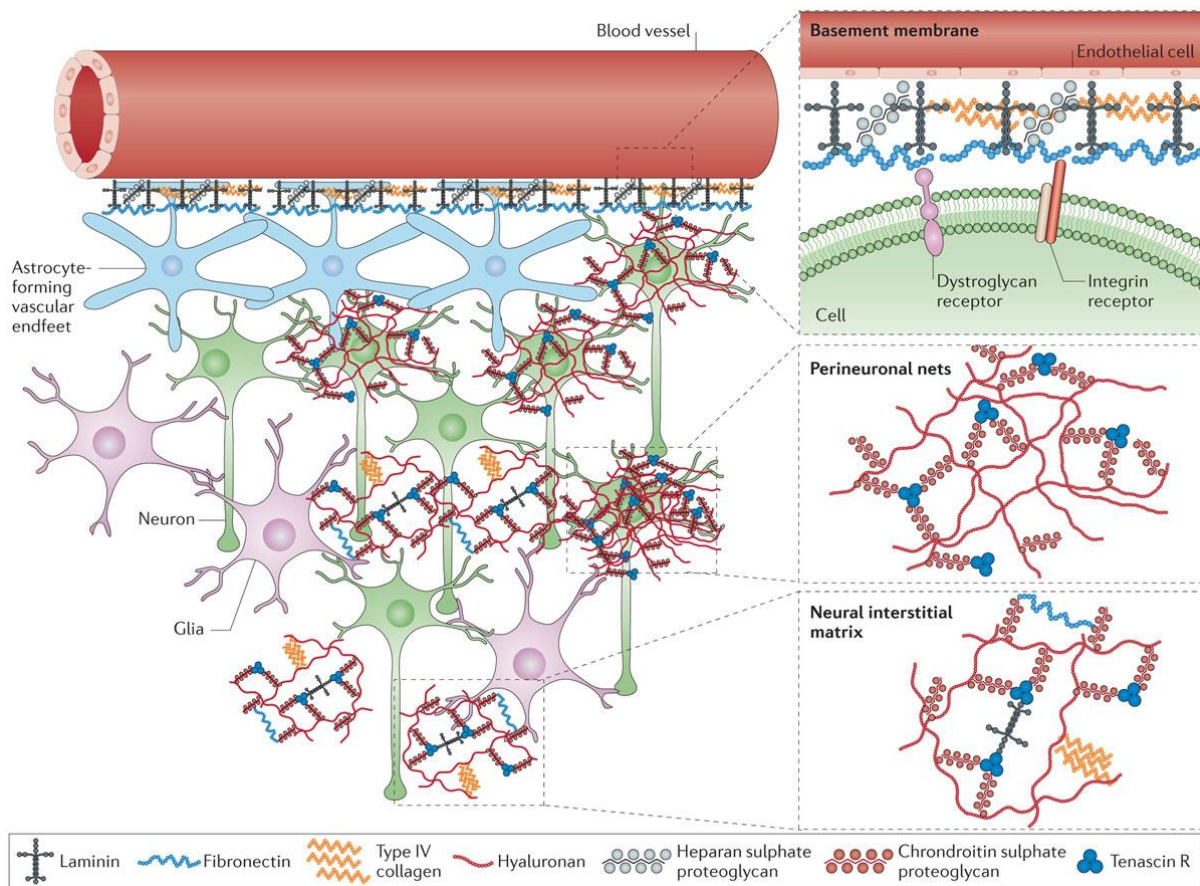 Blood vessel
Astrocyte-
forming
vascular
endfeet
Neuron
Glia
Basement membrane
Endothelial cell
Dystroglycan
receptor
Integrin
receptor
Cell
Perineuronal nets
Neural interstitial
matrix
Laminin
Fibronectin
Type IV
collagen
Hyaluronan
Heparan sulphate
proteoglycan
Chrondroitin sulphate
proteoglycan
Tenascin R